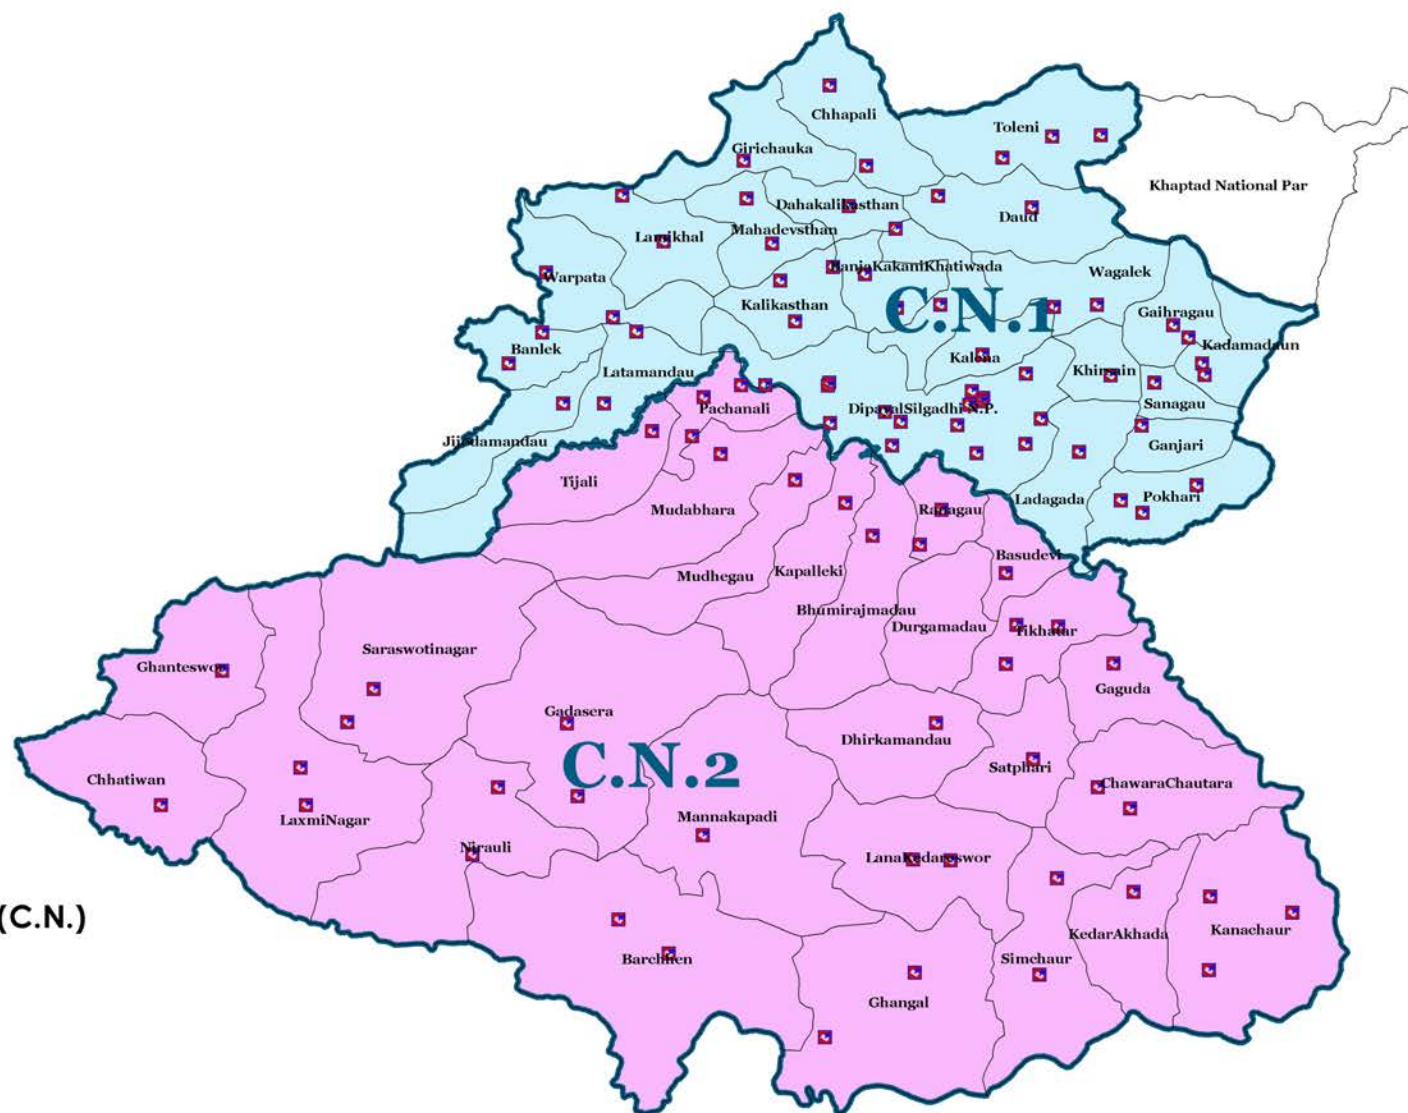 Chhapali
Toleni
Girichauka
Khaptad National Par
Dahakalikasthan
Daud
Mahadevsthan
Lamikhal
KanjaKakaniKhatiwada
Wagalek
Warpata
Kalikasthan
C.N.1
Gaihragau
Kadamadaun
Banlek
Kalena
Khirsain
Latamandau
Sanagau
Pachanali
DipayalSilgadhi N.P.
Jijodamandau
Ganjari
Tijali
Ladagada
Pokhari
Mudabhara
Ranagau
Basudevi
Mudhegau
Kapalleki
Bhumirajmadau
Durgamadau
Tikhatar
Saraswotinagar
Ghanteswor
Gaguda
Gadasera
Dhirkamandau
C.N.2
Satphari
Chhatiwan
ChawaraChautara
LaxmiNagar
Mannakapadi
Nirauli
LanaKedareswor
(C.N.)
KedarAkhada
Kanachaur
Barchhen
Simchaur
Ghangal